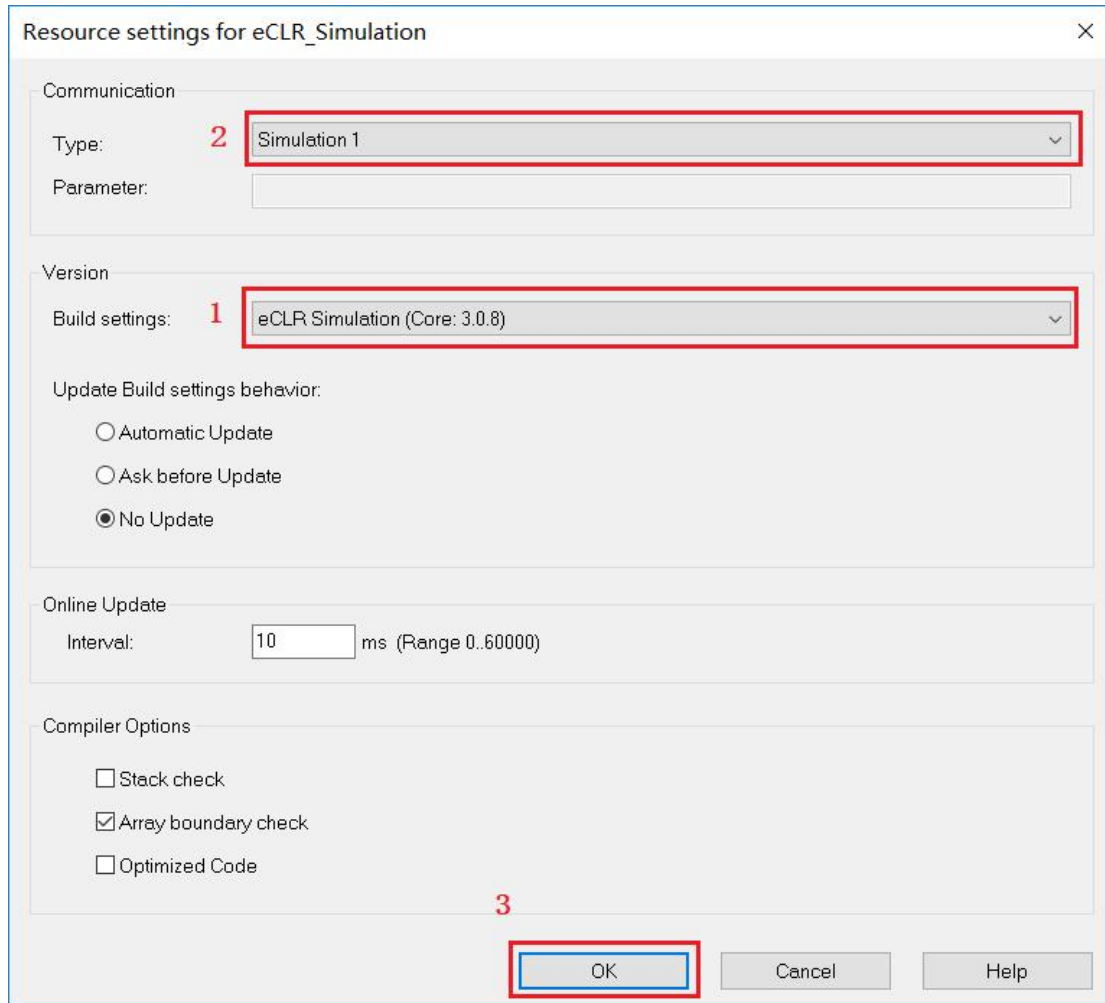 Resource settings for eCLR_Simulation
Communication
Type: 2 Simulation 1
Parameter:
Version
Build settings: 1 eCLR Simulation (Core: 3.0.8)
Update Build settings behavior:
Automatic Update
Ask before Update
No Update
Online Update
Interval: 10 ms (Range 0..60000)
Compiler Options
Stack check
Array boundary check
Optimized Code
3
OK Cancel Help